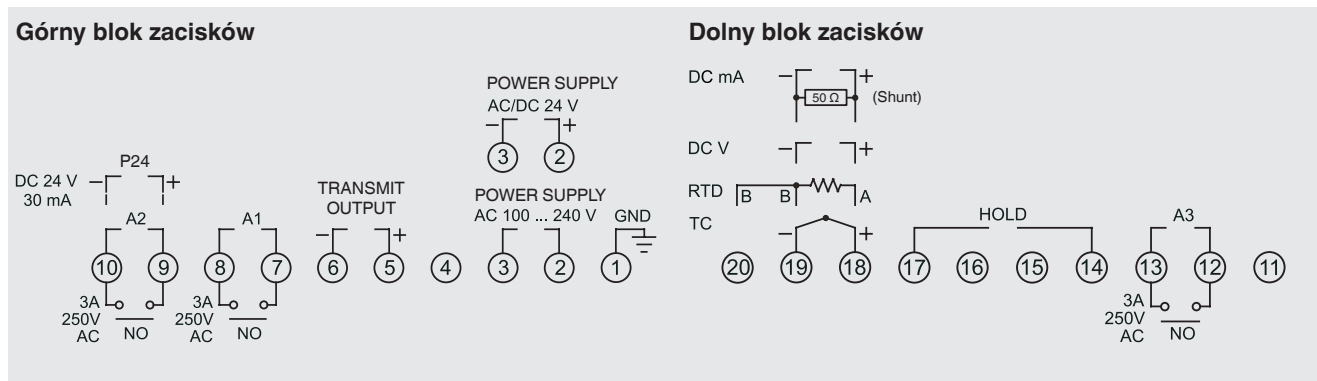 Górny blok zacisków
POWER SUPPLY
AC/DC 24 V
− +
3 2
P24
DC 24 V − +
30 mA
TRANSMIT
OUTPUT
POWER SUPPLY
AC 100 ... 240 V
GND
A2 A1
− +
10 9 8 7 6 5 4 3 2 1
3A
250V
AC
NO
3A
250V
AC
NO
Dolny blok zacisków
DC mA − +
50 Ω (Shunt)
DC V − +
RTD B B A
TC
− +
HOLD
A3
20 19 18 17 16 15 14 13 12 11
3A
250V
AC
NO